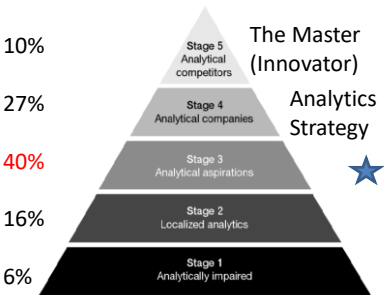 10%
Stage 5
Analytical
competitors
The Master
(Innovator)
27%
Stage 4
Analytical companies
Analytics
Strategy
40%
Stage 3
Analytical aspirations
16%
Stage 2
Localized analytics
6%
Stage 1
Analytically impaired